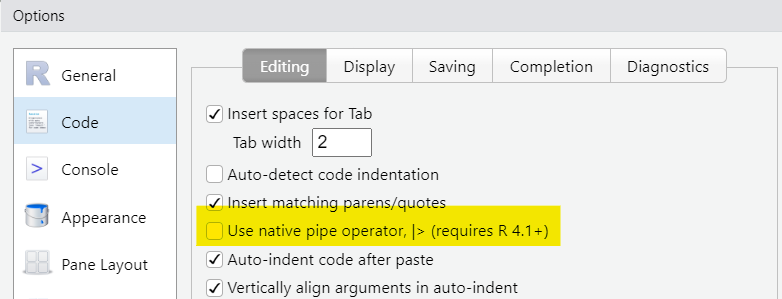 Options
General
Code
Console
Appearance
Pane Layout
Editing Display Saving Completion Diagnostics
Insert spaces for Tab
Tab width 2
Auto-detect code indentation
Insert matching parens/quotes
Use native pipe operator, |> (requires R 4.1+)
Auto-indent code after paste
Vertically align arguments in auto-indent